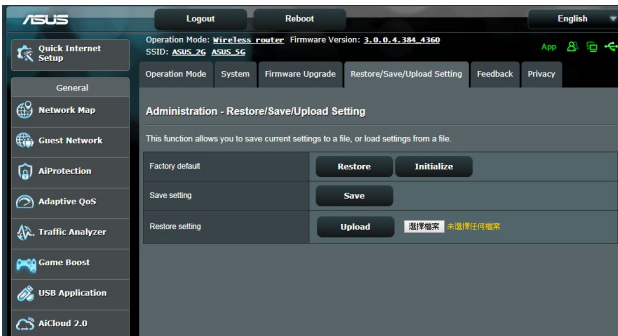 ASUS
Logout
Reboot
English
Operation Mode: Wireless router Firmware Version: 3.0.0.4.384_4360
SSID: ASUS_2G ASUS_5G
App
Quick Internet
Setup
Operation Mode
System
Firmware Upgrade
Restore/Save/Upload Setting
Feedback
Privacy
General
Network Map
Guest Network
AiProtection
Adaptive QoS
Traffic Analyzer
Game Boost
USB Application
AiCloud 2.0
Administration - Restore/Save/Upload Setting
This function allows you to save current settings to a file, or load settings from a file.
Factory default
Restore
Initialize
Save setting
Save
Restore setting
Upload
選擇檔案 未選擇任何檔案